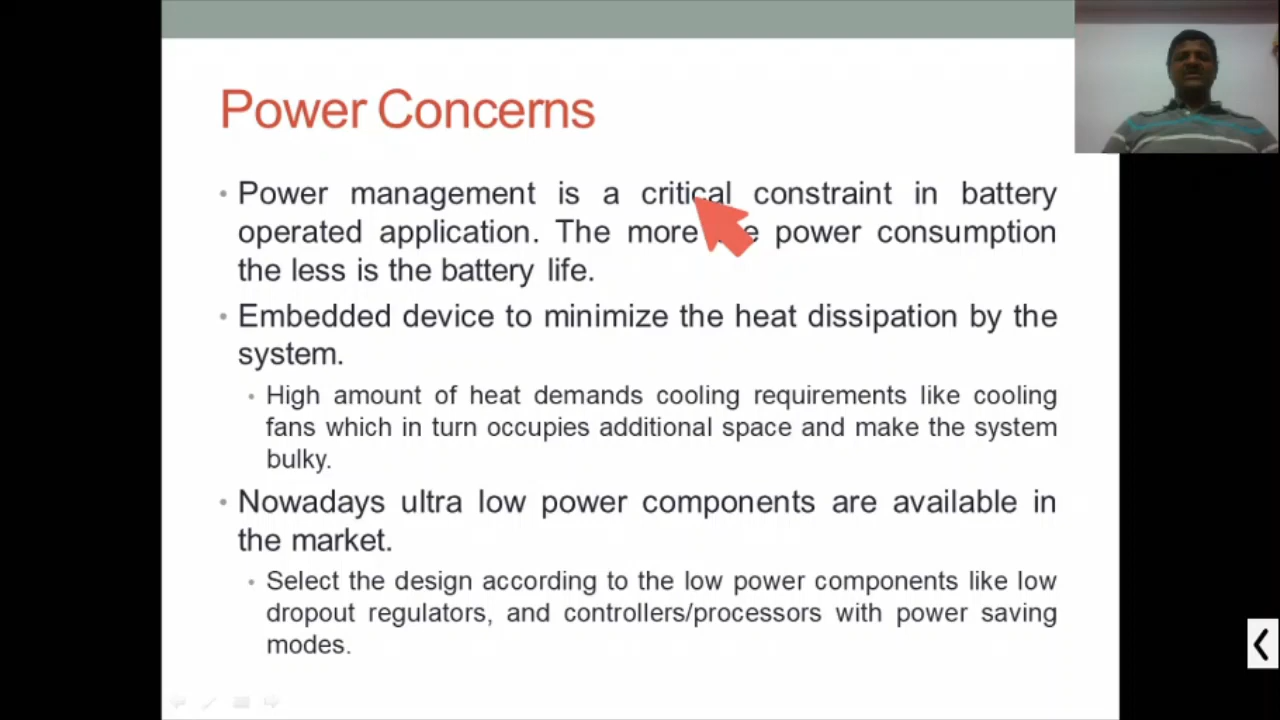 Power Concerns
• Power management is a critical constraint in battery
operated application. The more power consumption
the less is the battery life.
• Embedded device to minimize the heat dissipation by the
system.
• High amount of heat demands cooling requirements like cooling
fans which in turn occupies additional space and make the system
bulky.
• Nowadays ultra low power components are available in
the market.
• Select the design according to the low power components like low
dropout regulators, and controllers/processors with power saving
modes.